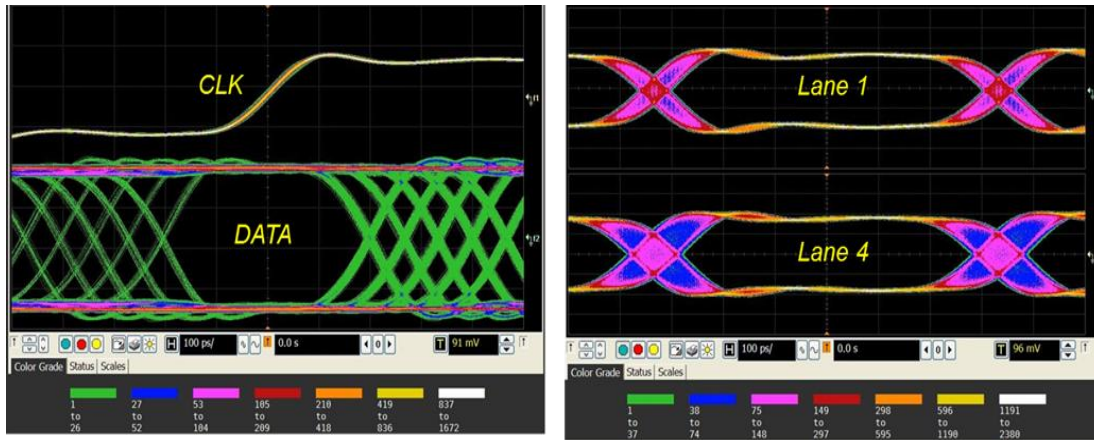 CLK
DATA
H 100 ps/ T 0.0 s 0 T 91 mV
Color Grade Status Scales
1 27 53 105 210 419 837
to to to to to to to
26 52 104 209 418 836 1672
Lane 1
Lane 4
H 100 ps/ T 0.0 s 0 T 96 mV
Color Grade Status Scales
1 38 75 149 298 596 1191
to to to to to to to
37 74 148 297 595 1190 2380